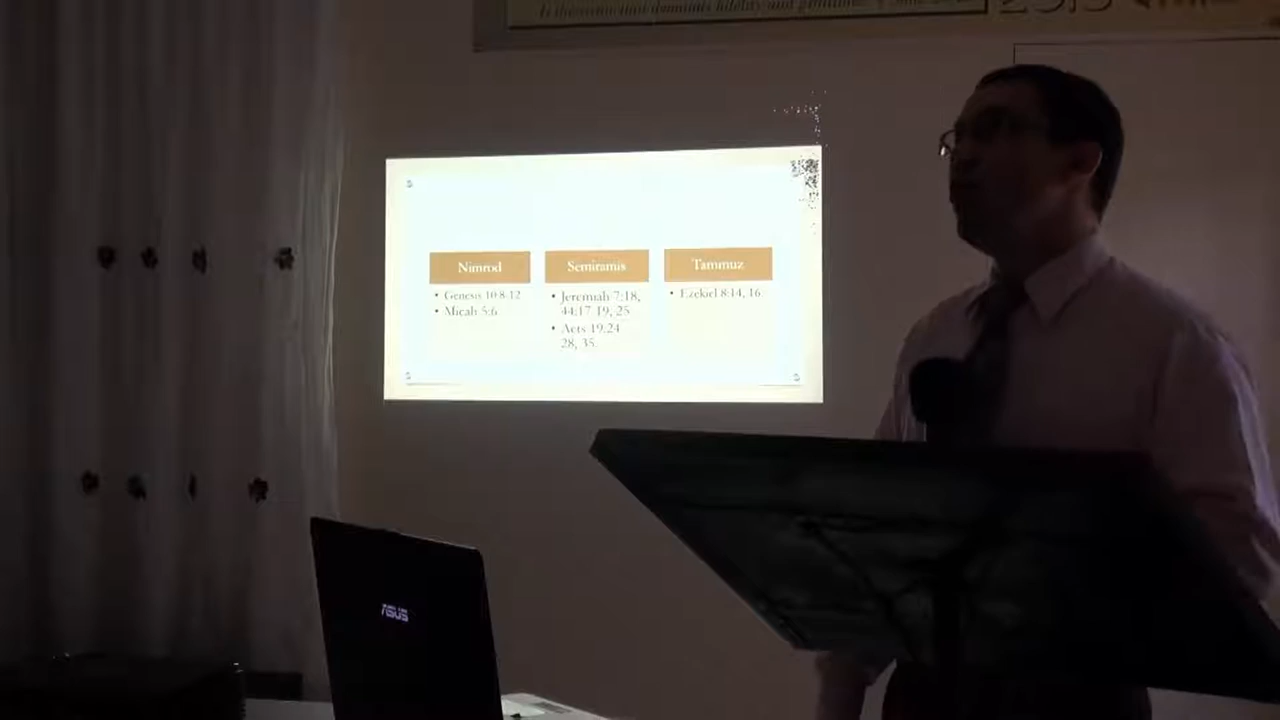 2015
Nimrod
Genesis 10:8-12
Micah 5:6
Semiramis
Jeremiah 7:18,
44:17-19, 25
Acts 19:24-
28, 35.
Tammuz
Ezekiel 8:14, 16
ASUS